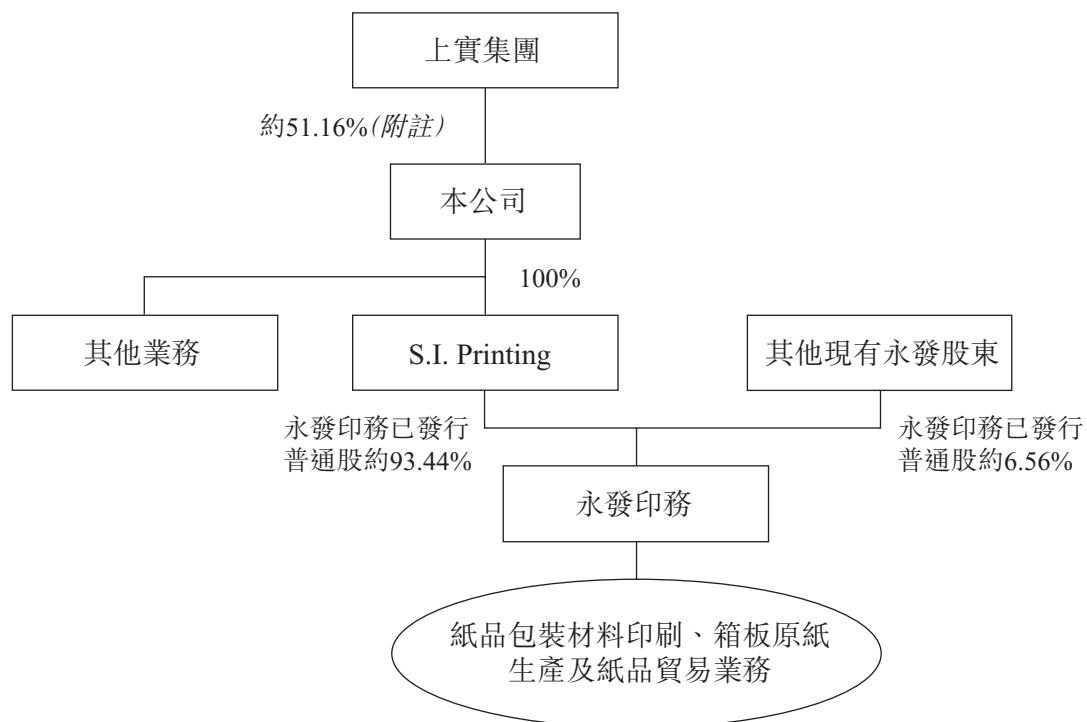 上實集團
約51.16%(附註)
本公司
100%
其他業務
S.I. Printing
其他現有永發股東
永發印務已發行
普通股約93.44%
永發印務已發行
普通股約6.56%
永發印務
紙品包裝材料印刷、箱板原紙
生產及紙品貿易業務